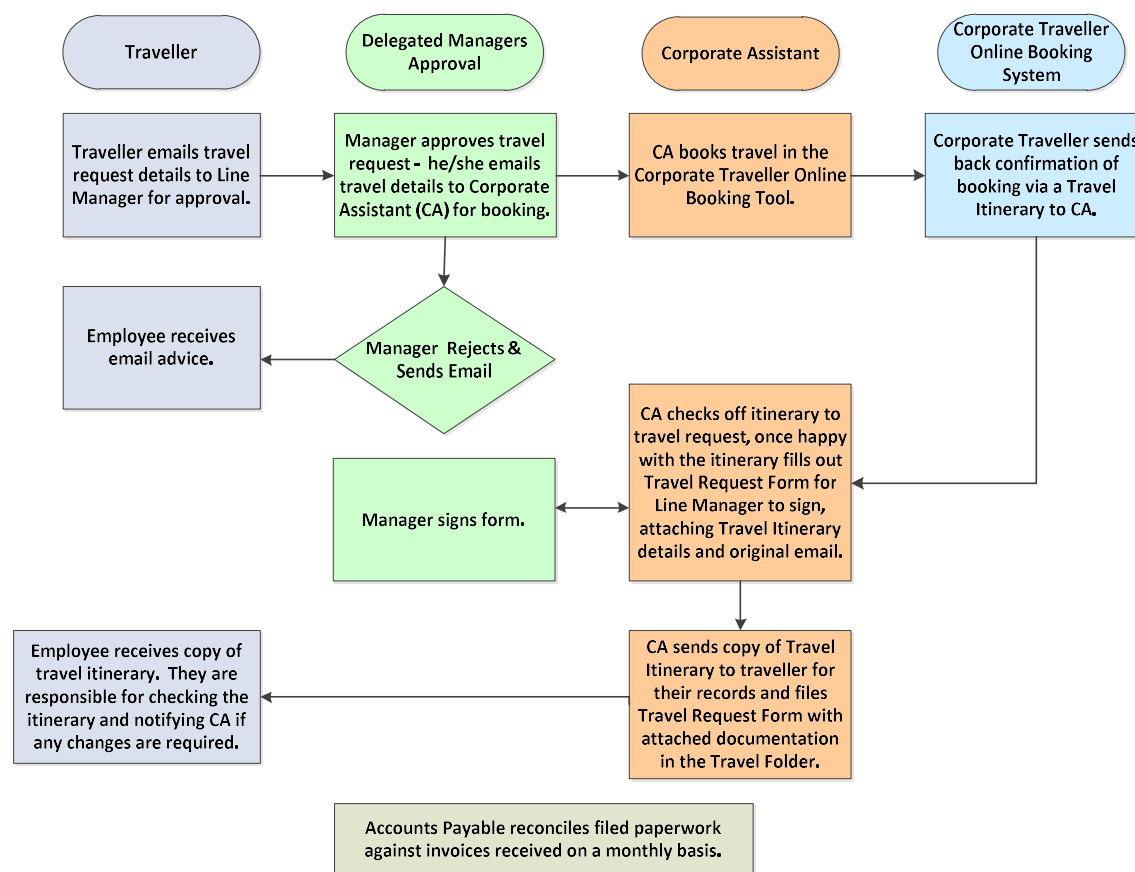 Traveller
Delegated Managers
Approval
Corporate Assistant
Corporate Traveller
Online Booking
System
Traveller emails travel
request details to Line
Manager for approval.
Manager approves travel
request - he/she emails
travel details to Corporate
Assistant (CA) for booking.
CA books travel in the
Corporate Traveller Online
Booking Tool.
Corporate Traveller sends
back confirmation of
booking via a Travel
Itinerary to CA.
Employee receives
email advice.
Manager Rejects &
Sends Email
CA checks off itinerary to
travel request, once happy
with the itinerary fills out
Travel Request Form for
Line Manager to sign,
attaching Travel Itinerary
details and original email.
Manager signs form.
Employee receives copy of
travel itinerary. They are
responsible for checking the
itinerary and notifying CA if
any changes are required.
CA sends copy of Travel
Itinerary to traveller for
their records and files
Travel Request Form with
attached documentation
in the Travel Folder.
Accounts Payable reconciles filed paperwork
against invoices received on a monthly basis.